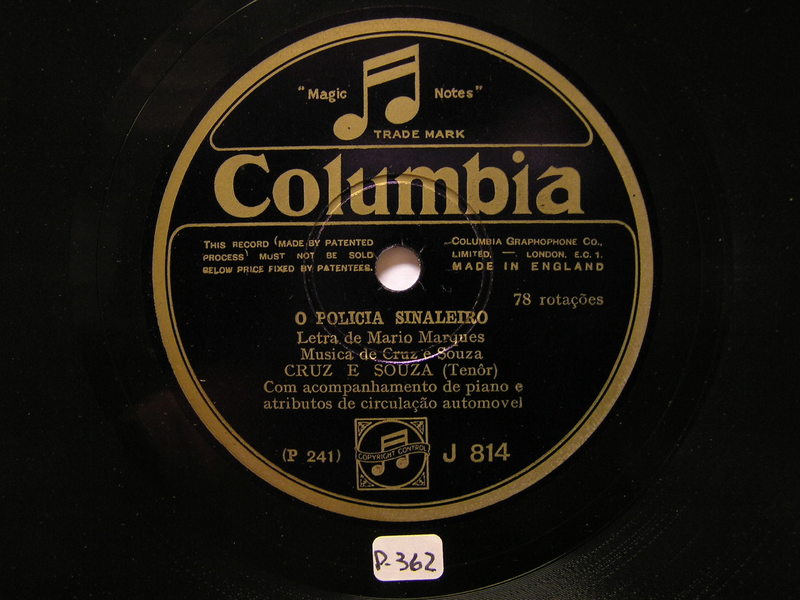 "Magic Notes"
TRADE MARK
Columbia
THIS RECORD (MADE BY PATENTED
PROCESS) MUST NOT BE SOLD
BELOW PRICE FIXED BY PATENTEES.
COLUMBIA GRAPHOPHONE CO.,
LIMITED, — LONDON, E.C. 1.
MADE IN ENGLAND
78 rotações
O POLICIA SINALEIRO
Letra de Mario Marques
Musica de Cruz e Souza
CRUZ E SOUZA (Tenôr)
Com acompanhamento de piano e
atributos de circulação automovel
(P 241)
COPYRIGHT CONTROL
J 814
P-362